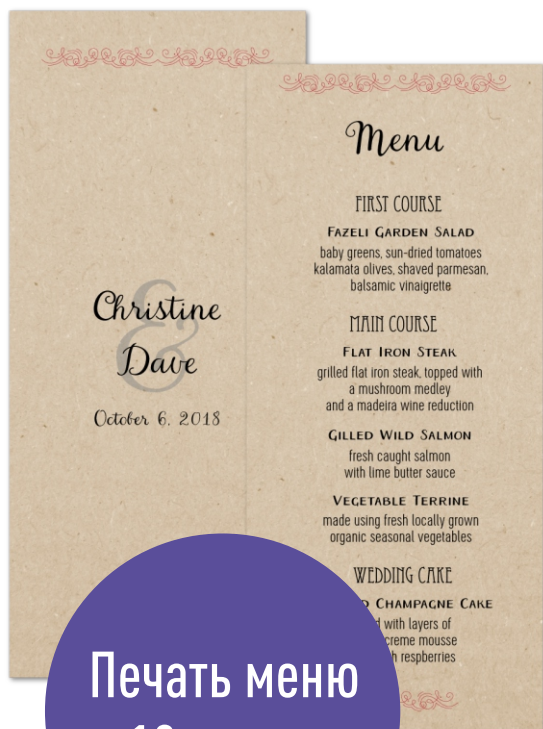 Christine
&
Dave
October 6, 2018
Menu
FIRST COURSE
FAZELI GARDEN SALAD
baby greens, sun-dried tomatoes
kalamata olives, shaved parmesan,
balsamic vinaigrette
MAIN COURSE
FLAT IRON STEAK
grilled flat iron steak, topped with
a mushroom medley
and a madeira wine reduction
GILLED WILD SALMON
fresh caught salmon
with lime butter sauce
VEGETABLE TERRINE
made using fresh locally grown
organic seasonal vegetables
WEDDING CAKE
CHAMPAGNE CAKE
with layers of
creme mousse
respberries
Печать меню